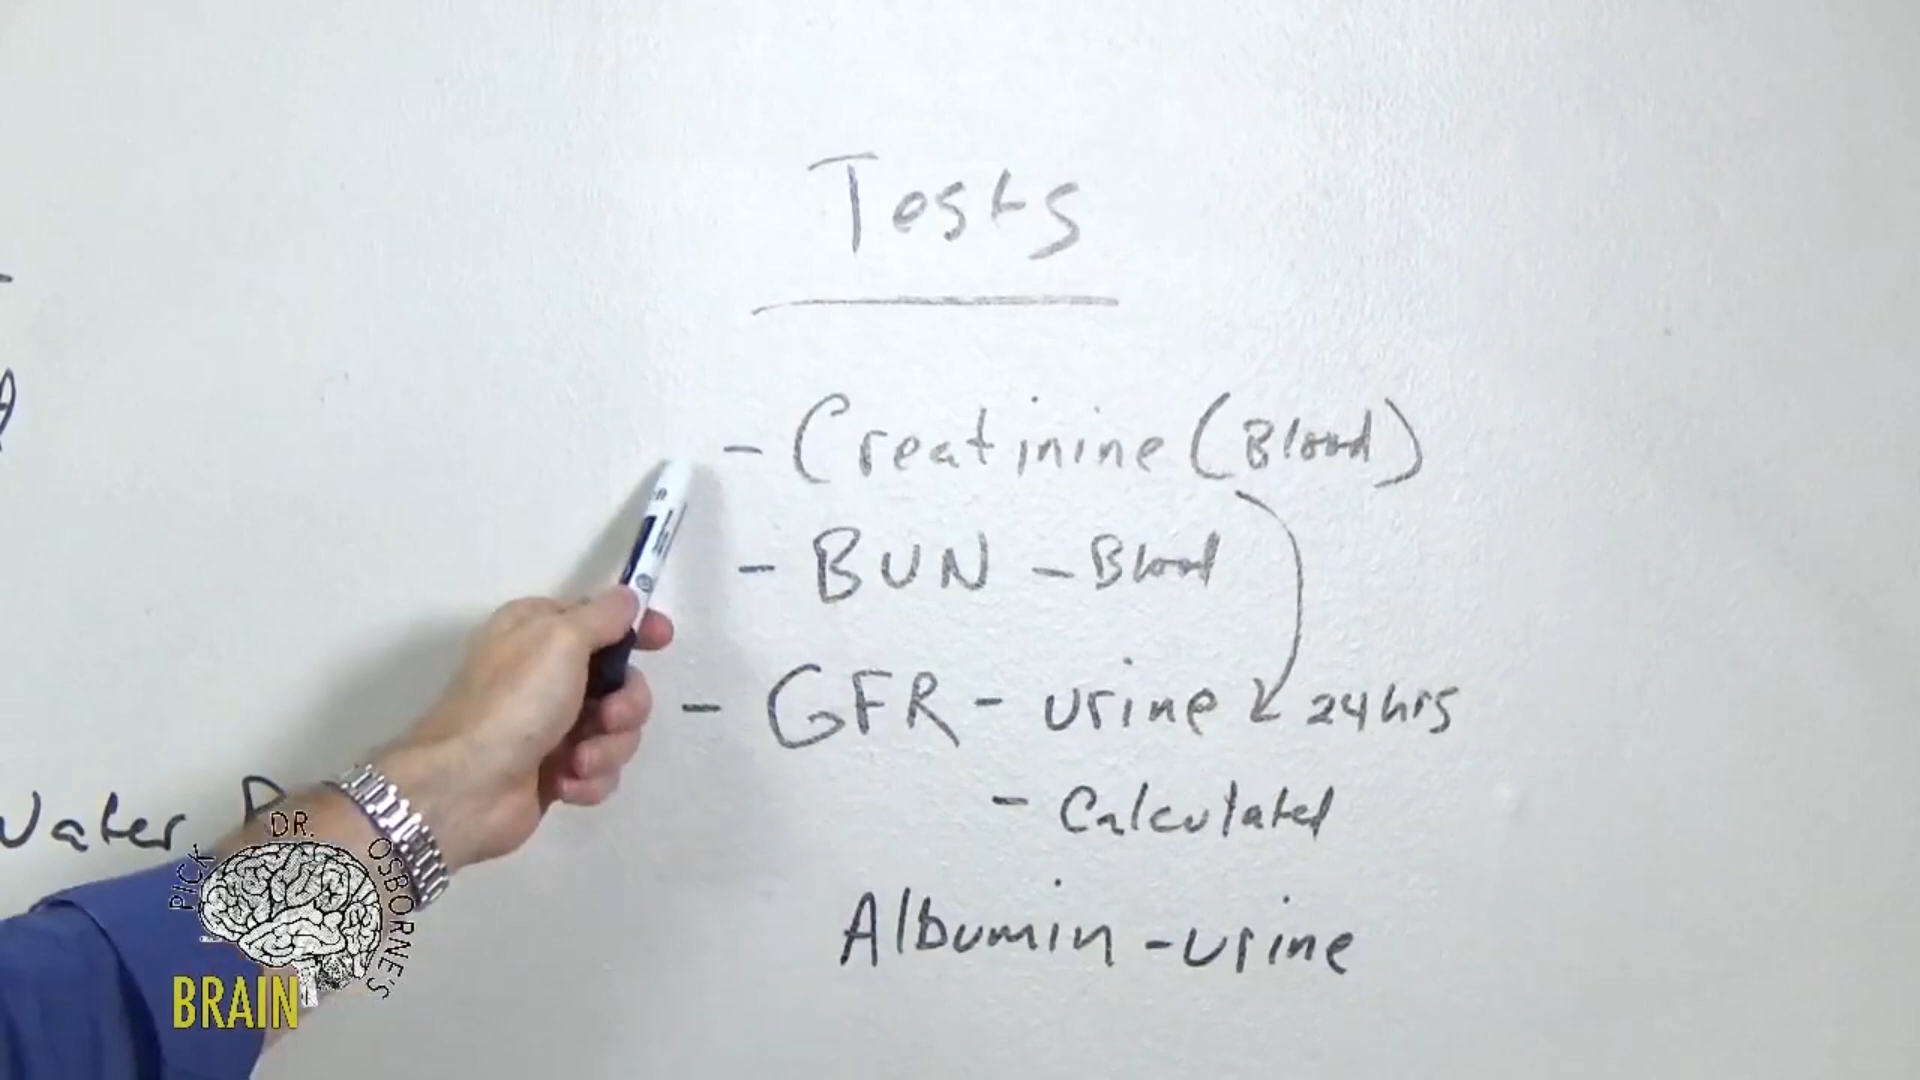 Tests
- Creatinine (Blood)
- BUN - Blood
- GFR - urine 24hrs
- Calculated
Albumin - urine
Water
PICK DR. OSBORNE'S
BRAIN